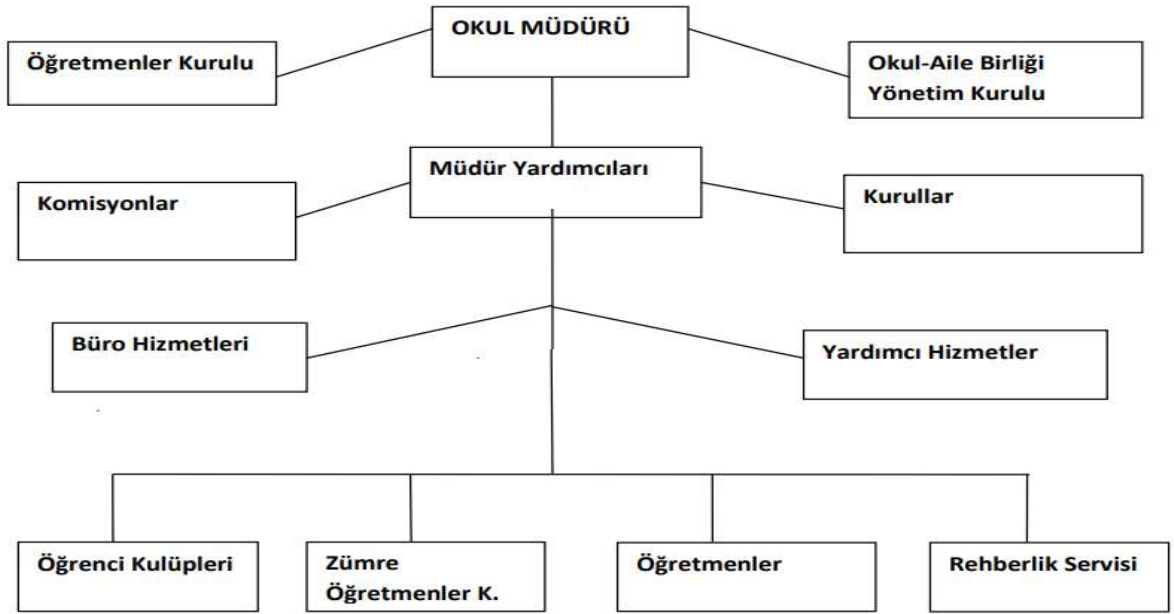 OKUL MÜDÜRÜ
Öğretmenler Kurulu
Okul-Aile Birliği
Yönetim Kurulu
Müdür Yardımcıları
Komisyonlar
Kurullar
Büro Hizmetleri
Yardımcı Hizmetler
Öğrenci Kulüpleri
Zümre
Öğretmenler K.
Öğretmenler
Rehberlik Servisi